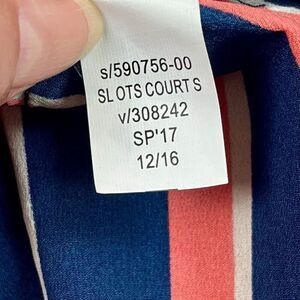 s/590756-00
SL OTS COURT S
v/308242
SP'17
12/16